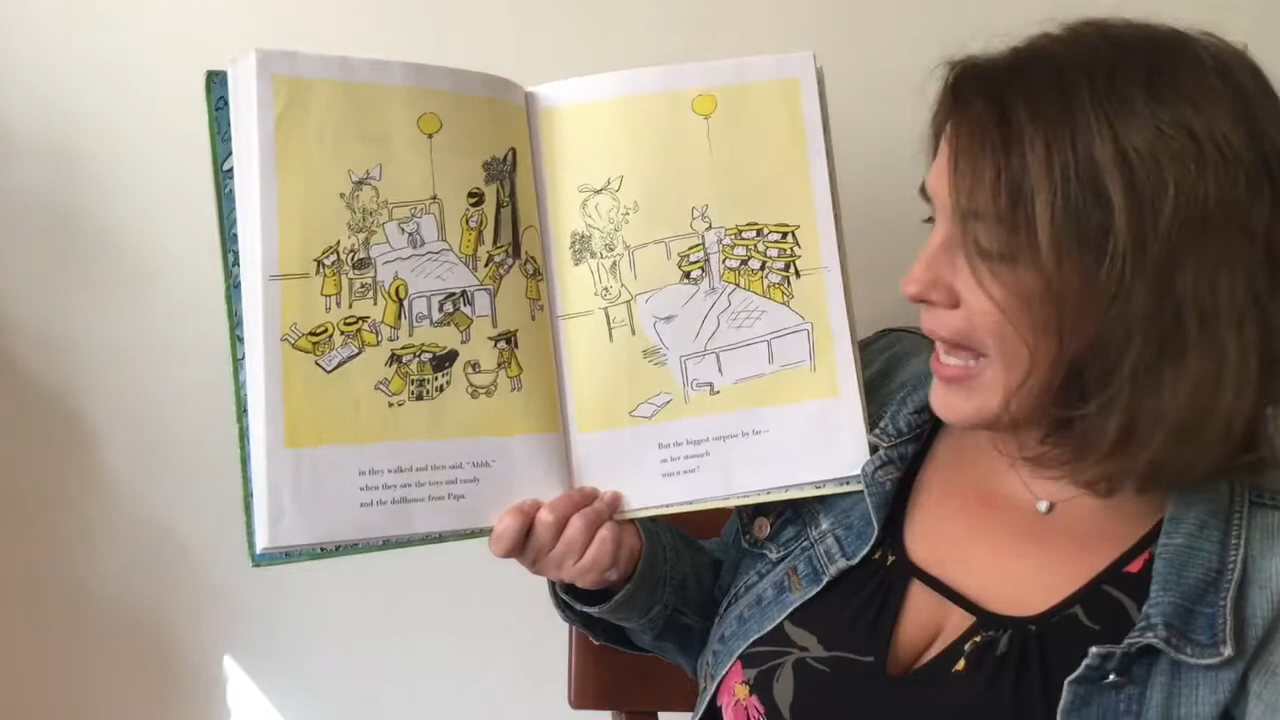 in they walked and then said, "Ahhh,"
when they saw the toys and candy
and the dollhouse from Papa.
But the biggest surprise by far—
on her stomach
was a scar!